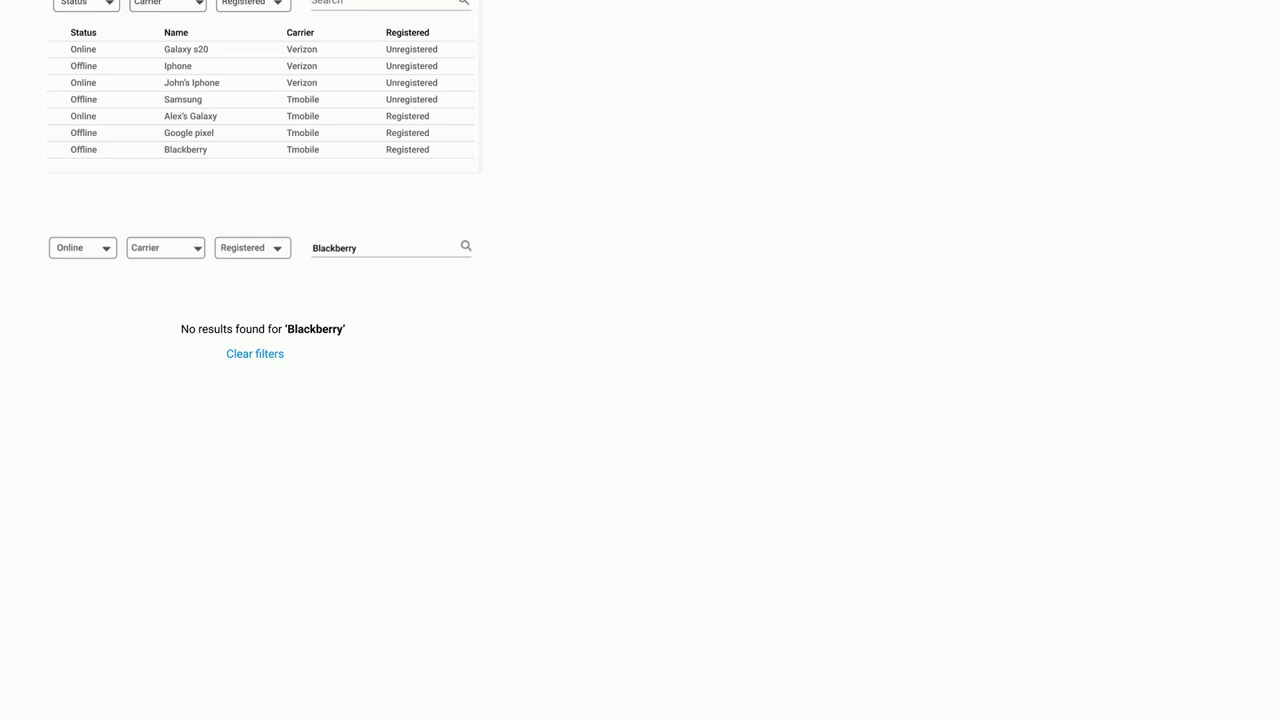 Status Carrier Registered Search
Status Name Carrier Registered
Online Galaxy s20 Verizon Unregistered
Offline Iphone Verizon Unregistered
Online John's Iphone Verizon Unregistered
Offline Samsung Tmobile Unregistered
Online Alex's Galaxy Tmobile Registered
Offline Google pixel Tmobile Registered
Offline Blackberry Tmobile Registered
Online Carrier Registered Blackberry
No results found for ‘Blackberry’
Clear filters